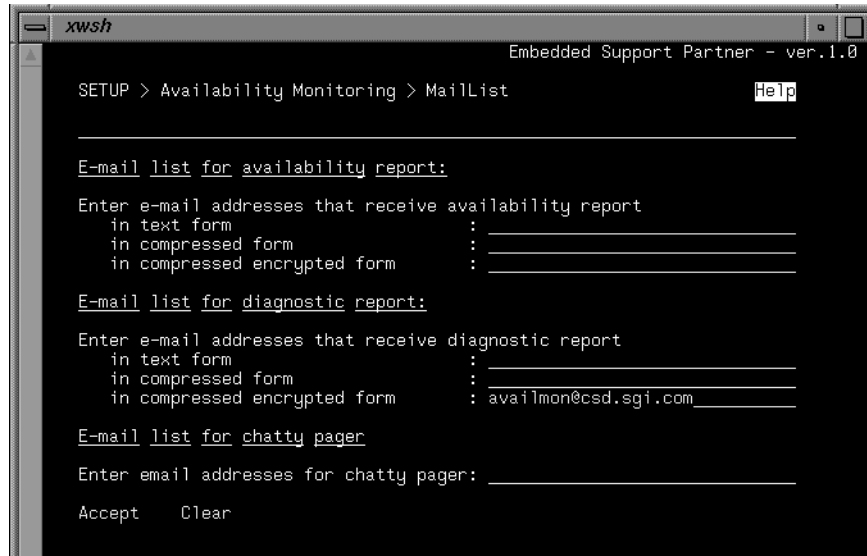 xwsh
Embedded Support Partner - ver.1.0
SETUP > Availability Monitoring > MailList Help
E-mail list for availability report:
Enter e-mail addresses that receive availability report
in text form :
in compressed form :
in compressed encrypted form :
E-mail list for diagnostic report:
Enter e-mail addresses that receive diagnostic report
in text form :
in compressed form :
in compressed encrypted form : availmon@csd.sgi.com
E-mail list for chatty pager
Enter email addresses for chatty pager:
Accept Clear